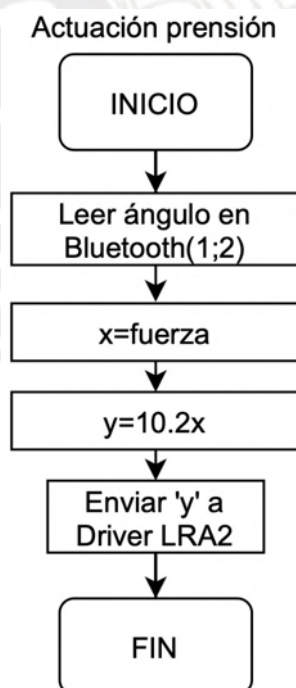 Actuación prensión
INICIO
Leer ángulo en
Bluetooth(1;2)
x=fuerza
y=10.2x
Enviar 'y' a
Driver LRA2
FIN